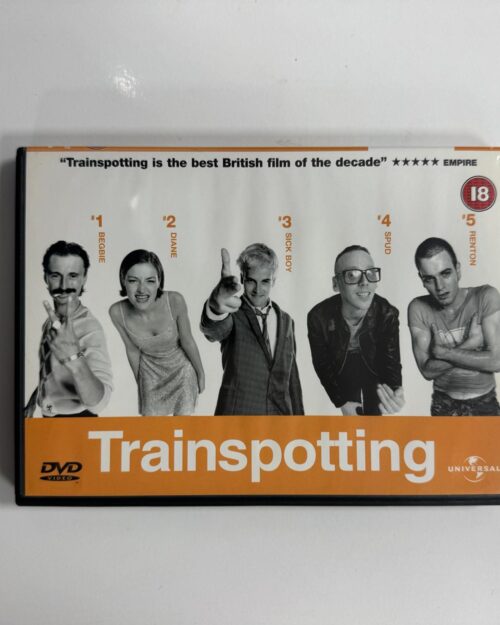 “Trainspotting is the best British film of the decade” ★★★★★ EMPIRE
18
#1 BEGBIE
#2 DIANE
#3 SICK BOY
#4 SPUD
#5 RENTON
DVD
VIDEO
Trainspotting
UNIVERSAL